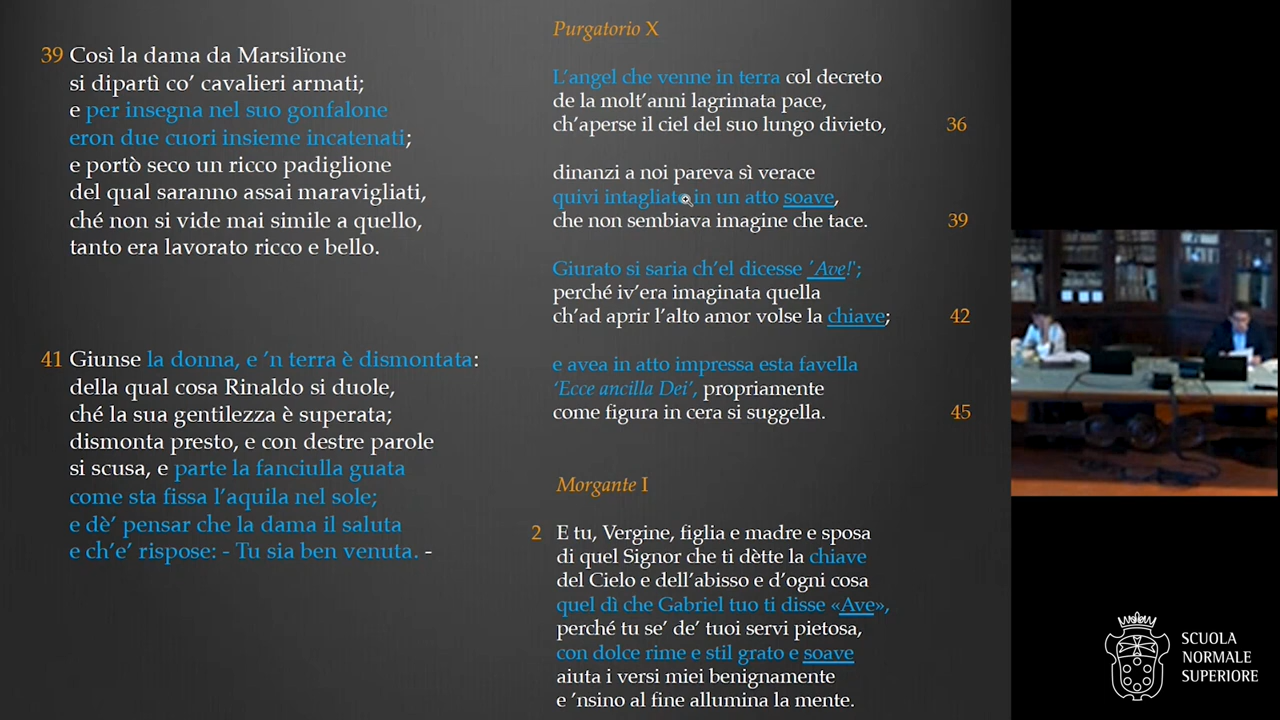 39 Così la dama da Marsilïone
si dipartì co’ cavalieri armati;
e per insegna nel suo gonfalone
eron due cuori insieme incatenati;
e portò seco un ricco padiglione
del qual saranno assai maravigliati,
ché non si vide mai simile a quello,
tanto era lavorato ricco e bello.
41 Giunse la donna, e ’n terra è dismontata:
della qual cosa Rinaldo si duole,
ché la sua gentilezza è superata;
dismonta presto, e con destre parole
si scusa, e parte la fanciulla guata
come sta fissa l’aquila nel sole;
e dè’ pensar che la dama il saluta
e ch’e’ rispose: - Tu sia ben venuta. -
Purgatorio X
L’angel che venne in terra col decreto
de la molt’anni lagrimata pace,
ch’aperse il ciel del suo lungo divieto, 36
dinanzi a noi pareva sì verace
quivi intagliato in un atto soave,
che non sembiava imagine che tace. 39
Giurato si saria ch’el dicesse ‘Ave!’;
perché iv’era imaginata quella
ch’ad aprir l’alto amor volse la chiave; 42
e avea in atto impressa esta favella
‘Ecce ancilla Dei’, propriamente
come figura in cera si suggella. 45
Morgante I
2 E tu, Vergine, figlia e madre e sposa
di quel Signor che ti dètte la chiave
del Cielo e dell’abisso e d’ogni cosa
quel dì che Gabriel tuo ti disse «Ave»,
perché tu se’ de’ tuoi servi pietosa,
con dolce rime e stil grato e soave
aiuta i versi miei benignamente
e ’nsino al fine allumina la mente.
SCUOLA
NORMALE
SUPERIORE